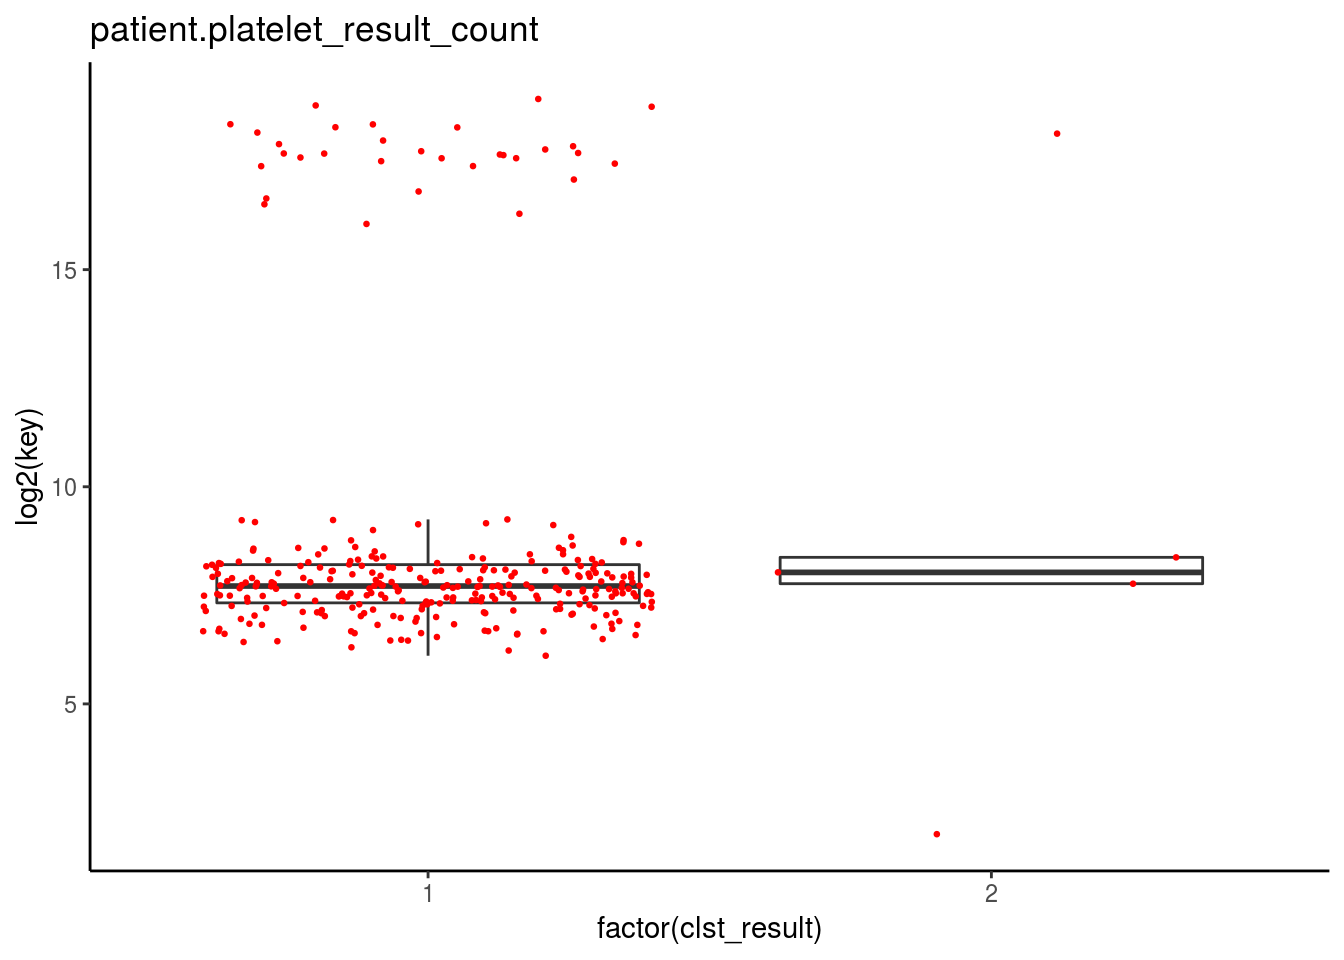 patient.platelet_result_count
15
10
5
log2(key)
1
2
factor(clst_result)